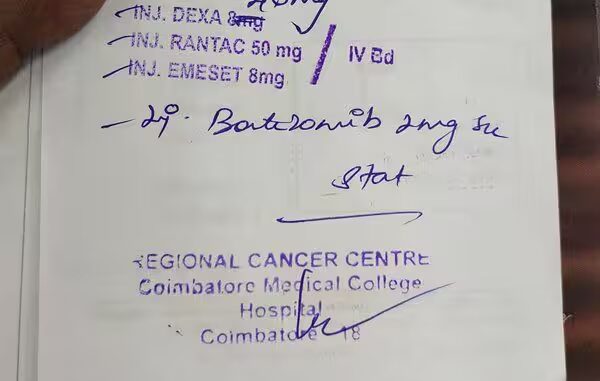 INJ. DEXA 8mg
INJ. RANTAC 50 mg
IV Bd
INJ. EMESET 8mg
Bortezomib 2mg Sc
Stat
REGIONAL CANCER CENTRE
Coimbatore Medical College
Hospital
Coimbatore 18